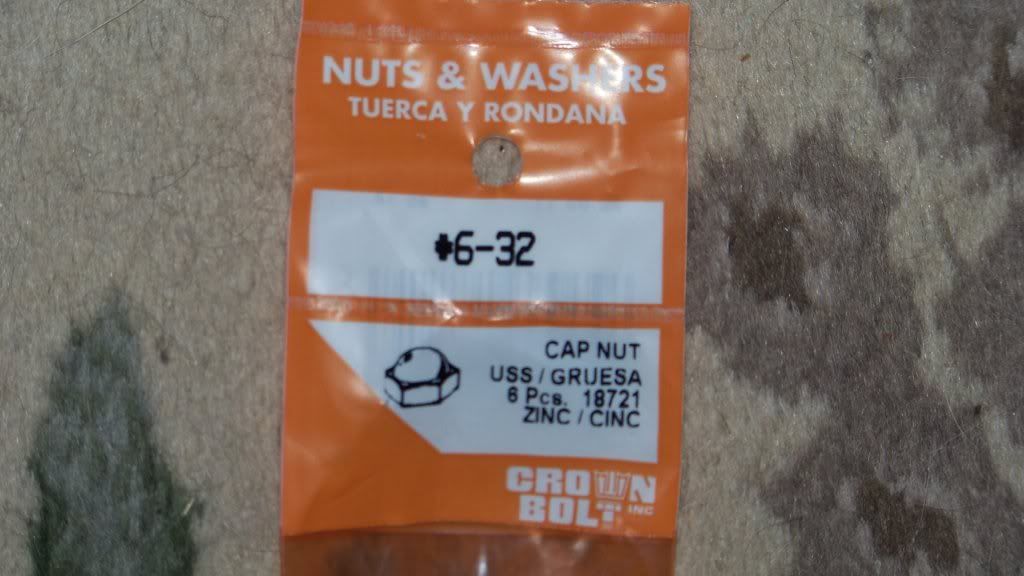 NUTS & WASHERS
TUERCA Y RONDANA
#6-32
CAP NUT
USS / GRUESA
6 Pcs. 18721
ZINC / CINC
CROWN
BOLT INC